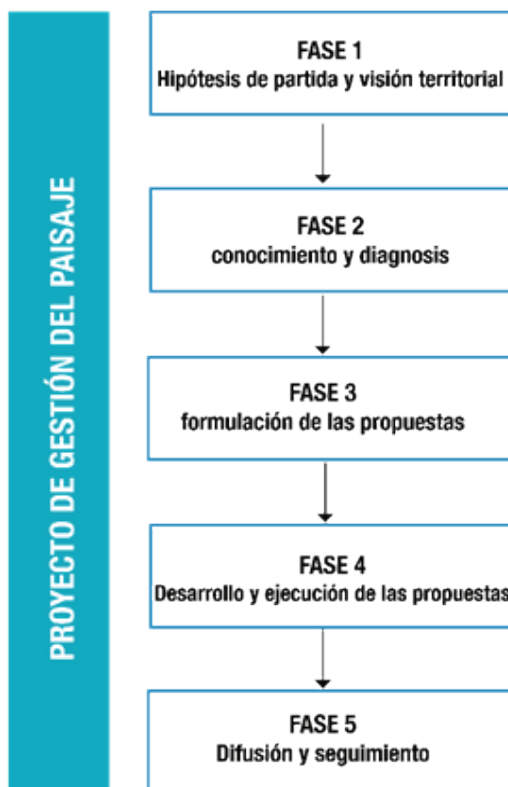 PROYECTO DE GESTIÓN DEL PAISAJE
FASE 1
Hipótesis de partida y visión territorial
FASE 2
conocimiento y diagnosis
FASE 3
formulación de las propuestas
FASE 4
Desarrollo y ejecución de las propuestas
FASE 5
Difusión y seguimiento